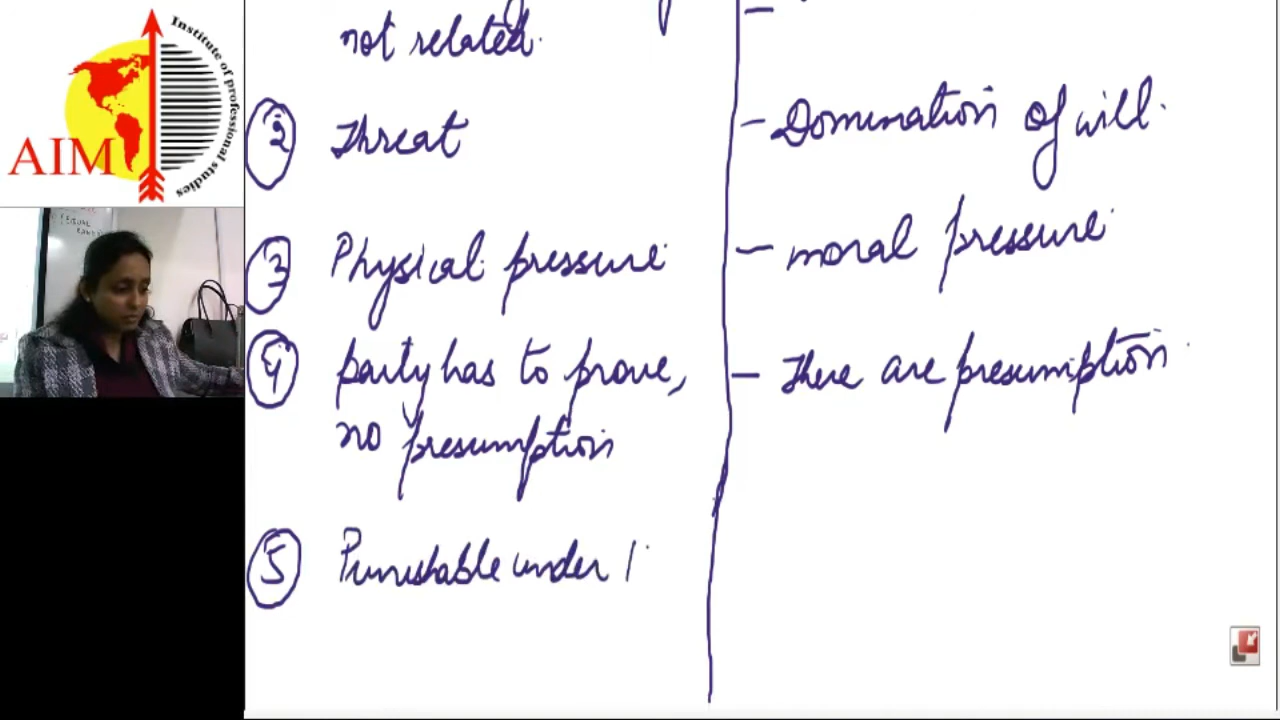 Institute of professional studies
AIM
not related.
② Threat
- Domination of will.
③ Physical pressure
- moral pressure
④ party has to prove,
no presumption
- There are presumption
⑤ Punishable under I